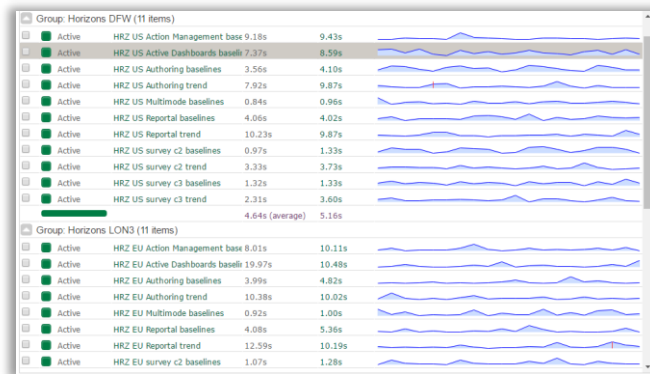 Group: Horizons DFW (11 items)
Active HRZ US Action Management base 9.18s 9.43s
Active HRZ US Active Dashboards baseli 7.37s 8.59s
Active HRZ US Authoring baselines 3.56s 4.10s
Active HRZ US Authoring trend 7.92s 9.87s
Active HRZ US Multimode baselines 0.84s 0.96s
Active HRZ US Reportal baselines 4.06s 4.02s
Active HRZ US Reportal trend 10.23s 9.87s
Active HRZ US survey c2 baselines 0.97s 1.33s
Active HRZ US survey c2 trend 3.33s 3.73s
Active HRZ US survey c3 baselines 1.32s 1.33s
Active HRZ US survey c3 trend 2.31s 3.60s
4.64s (average) 5.16s
Group: Horizons LON3 (11 items)
Active HRZ EU Action Management base 8.01s 10.11s
Active HRZ EU Active Dashboards baseli 19.97s 10.48s
Active HRZ EU Authoring baselines 3.99s 4.82s
Active HRZ EU Authoring trend 10.38s 10.02s
Active HRZ EU Multimode baselines 0.92s 1.00s
Active HRZ EU Reportal baselines 4.08s 5.36s
Active HRZ EU Reportal trend 12.59s 10.19s
Active HRZ EU survey c2 baselines 1.07s 1.28s